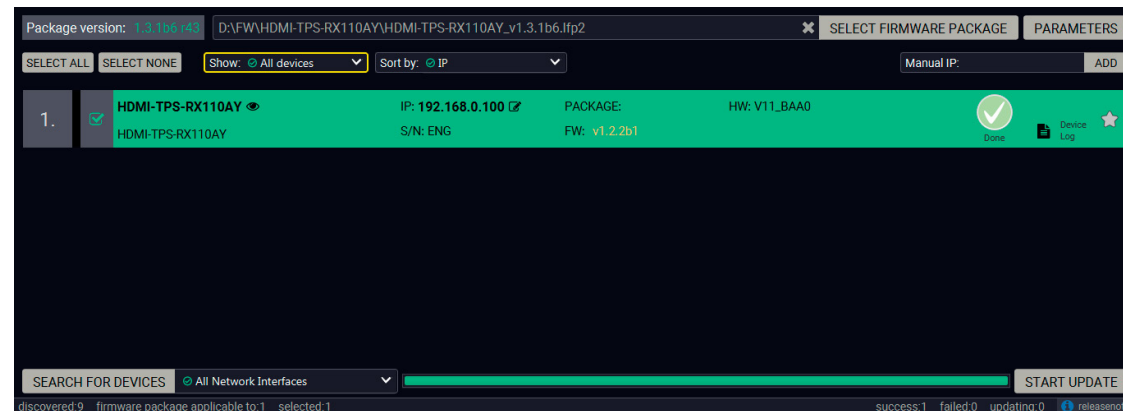 Package version: 1.3.1b6 r43 D:\FW\HDMI-TPS-RX110AY\HDMI-TPS-RX110AY_v1.3.1b6.lfp2 SELECT FIRMWARE PACKAGE PARAMETERS
SELECT ALL SELECT NONE Show: All devices Sort by: IP Manual IP: ADD
1. HDMI-TPS-RX110AY IP: 192.168.0.100 PACKAGE: HW: V11_BAA0
HDMI-TPS-RX110AY S/N: ENG FW: v1.2.2b1 Done Device
Log
SEARCH FOR DEVICES All Network Interfaces START UPDATE
discovered:9 firmware package applicable to:1 selected:1 success:1 failed:0 updating:0 releasenot